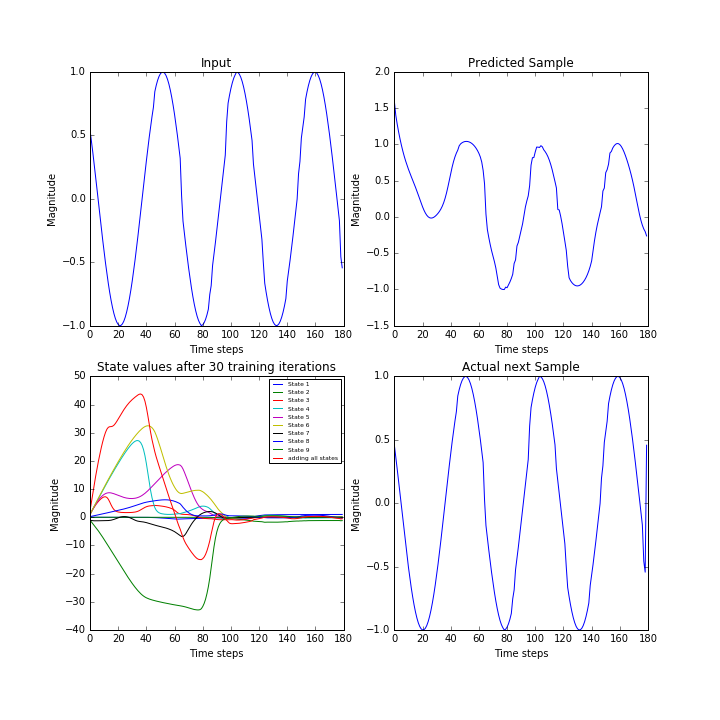 Input
1.0
0.5
0.0
−0.5
−1.0
Magnitude
0 20 40 60 80 100 120 140 160 180
Time steps
Predicted Sample
2.0
1.5
1.0
0.5
0.0
−0.5
−1.0
−1.5
Magnitude
0 20 40 60 80 100 120 140 160 180
Time steps
State values after 30 training iterations
50
40
30
20
10
0
−10
−20
−30
−40
Magnitude
0 20 40 60 80 100 120 140 160 180
Time steps
State 1
State 2
State 3
State 4
State 5
State 6
State 7
State 8
State 9
adding all states
Actual next Sample
1.0
0.5
0.0
−0.5
−1.0
Magnitude
0 20 40 60 80 100 120 140 160 180
Time steps